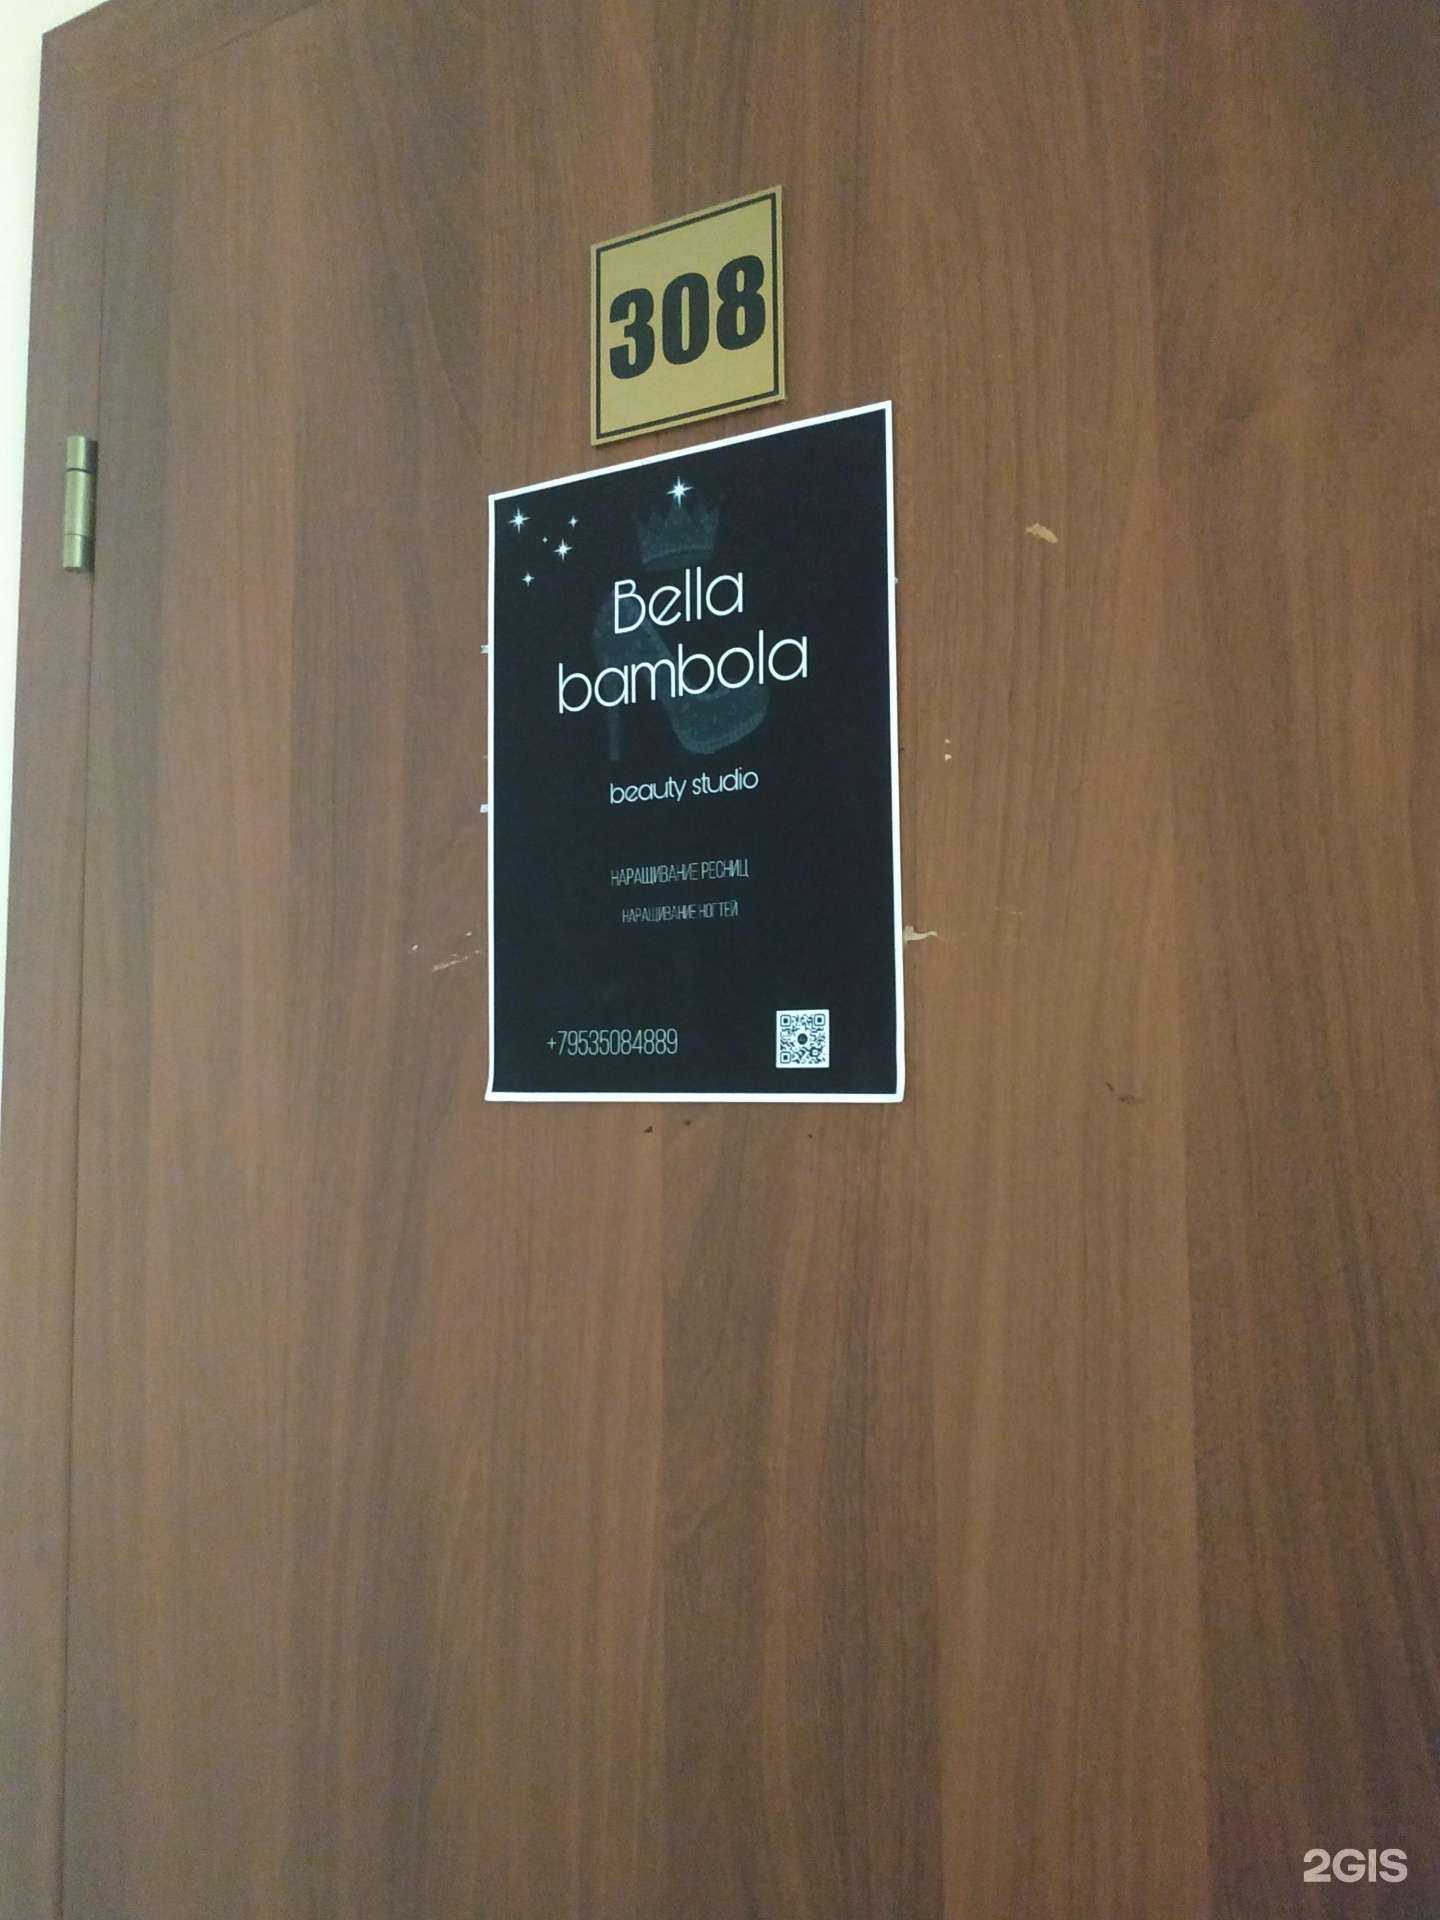 308
Bella
bambola
beauty studio
НАРАЩИВАНИЕ РЕСНИЦ
НАРАЩИВАНИЕ НОГТЕЙ
+79535084889
2GIS